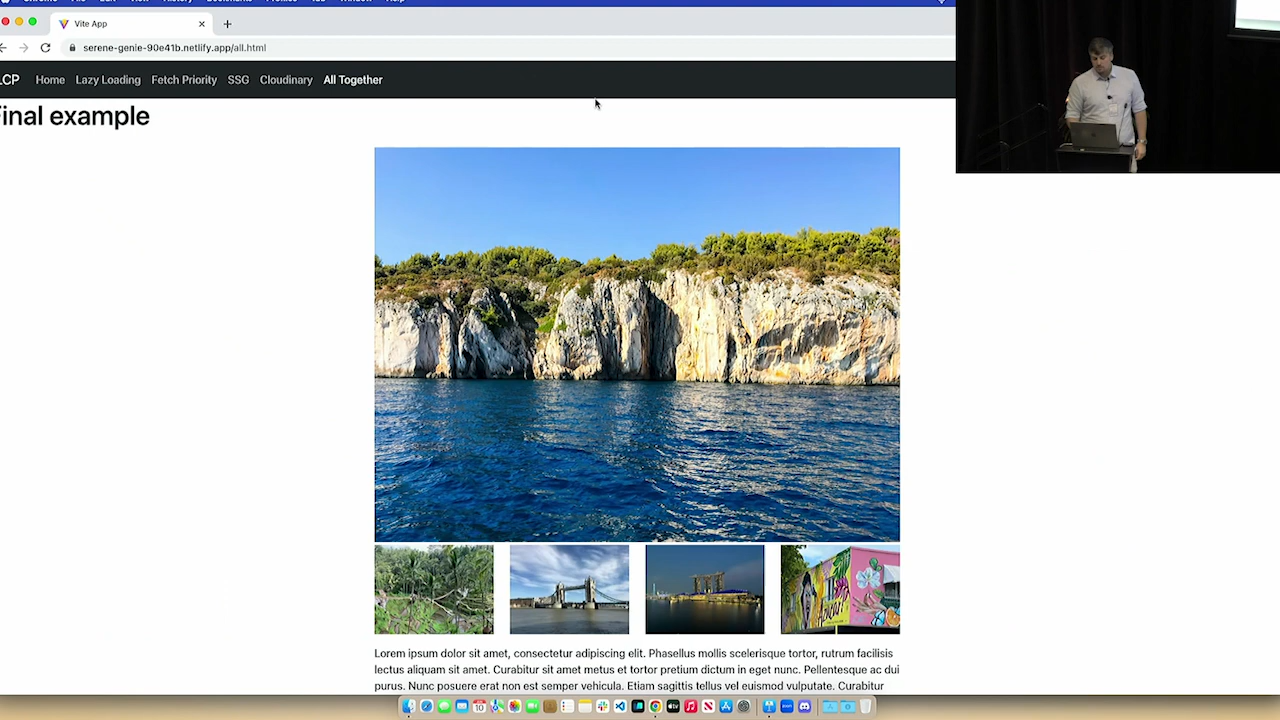 Vite App
serene-genie-90e41b.netlify.app/all.html
LCP Home Lazy Loading Fetch Priority SSG Cloudinary All Together
Final example
Lorem ipsum dolor sit amet, consectetur adipiscing elit. Phasellus mollis scelerisque tortor, rutrum facilisis
lectus aliquam sit amet. Curabitur sit amet metus et tortor pretium dictum in eget nunc. Pellentesque ac dui
purus. Nunc posuere erat non est semper vehicula. Etiam sagittis tellus vel euismod vulputate. Curabitur